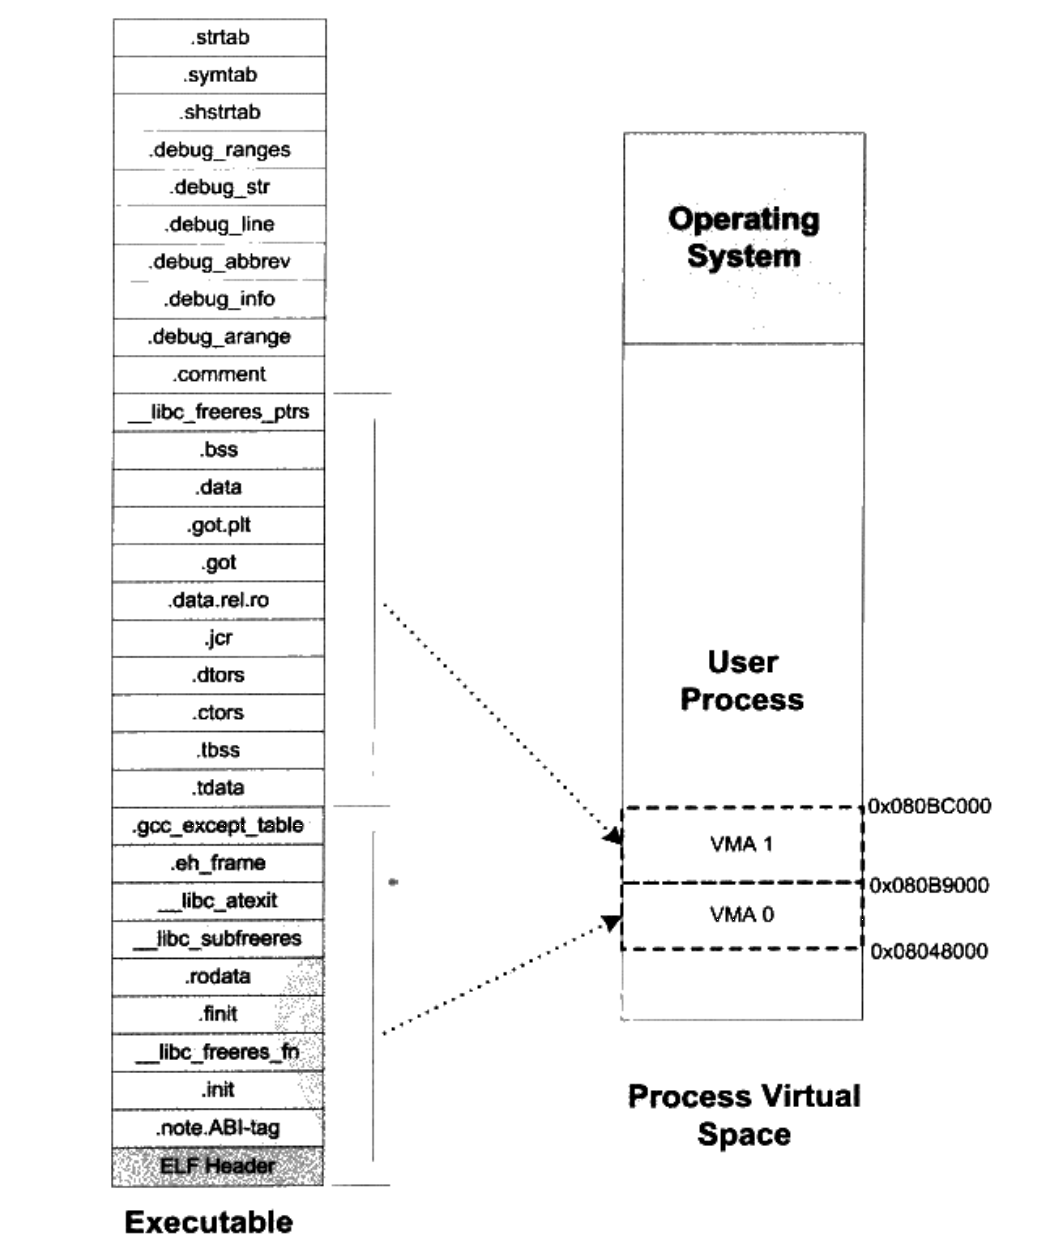 .strtab
.symtab
.shstrtab
.debug_ranges
.debug_str
.debug_line
.debug_abbrev
.debug_info
.debug_arange
.comment
__libc_freeres_ptrs
.bss
.data
.got.plt
.got
.data.rel.ro
.jcr
.dtors
.ctors
.tbss
.tdata
.gcc_except_table
.eh_frame
__libc_atexit
__libc_subfreeres
.rodata
.finit
__libc_freeres_fn
.init
.note.ABI-tag
ELF Header
Executable
Operating
System
User
Process
0x080BC000
VMA 1
0x080B9000
VMA 0
0x08048000
Process Virtual
Space